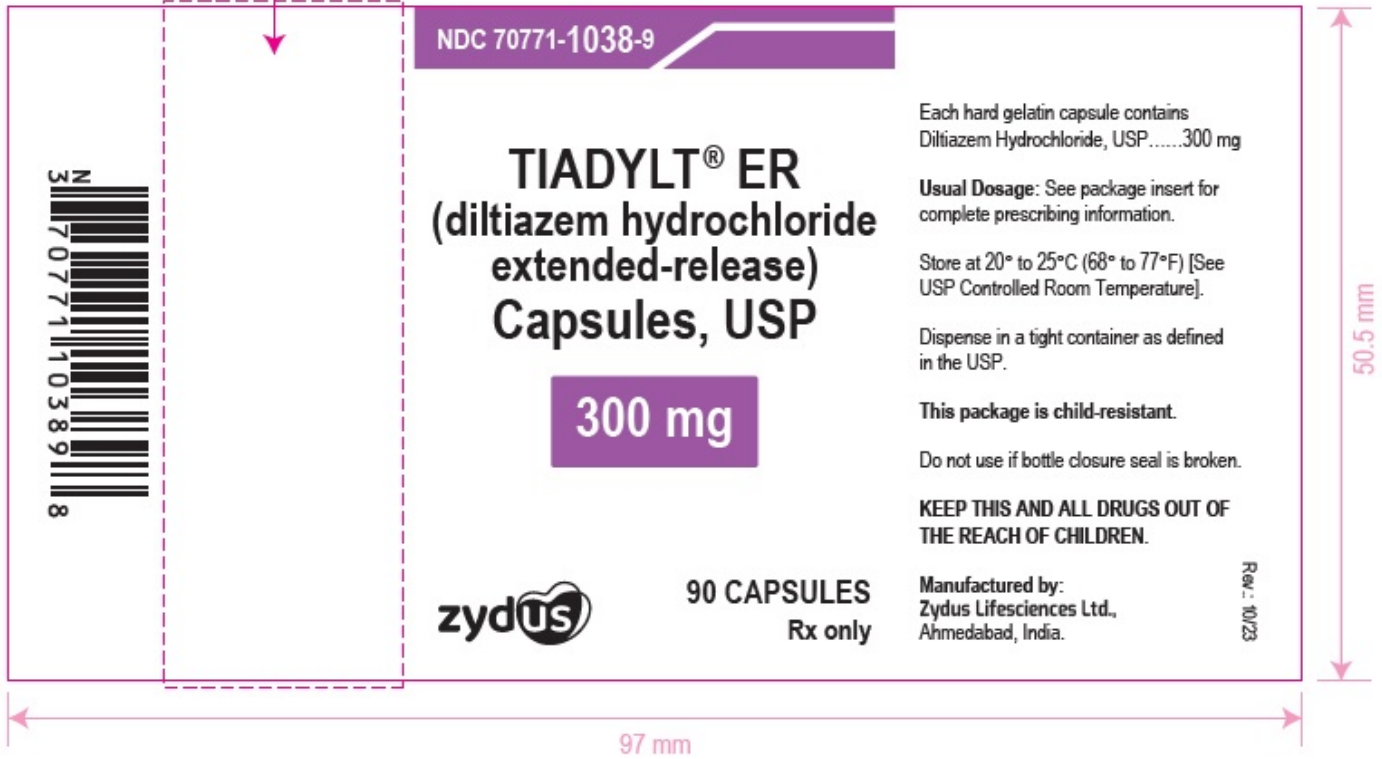 N
3 70771 10389 8
NDC 70771-1038-9
TIADYLT® ER
(diltiazem hydrochloride
extended-release)
Capsules, USP
300 mg
zydus
90 CAPSULES
Rx only
Each hard gelatin capsule contains
Diltiazem Hydrochloride, USP......300 mg
Usual Dosage: See package insert for
complete prescribing information.
Store at 20° to 25°C (68° to 77°F) [See
USP Controlled Room Temperature].
Dispense in a tight container as defined
in the USP.
This package is child-resistant.
Do not use if bottle closure seal is broken.
KEEP THIS AND ALL DRUGS OUT OF
THE REACH OF CHILDREN.
Manufactured by:
Zydus Lifesciences Ltd.,
Ahmedabad, India.
Rev.: 10/23
50.5 mm
97 mm